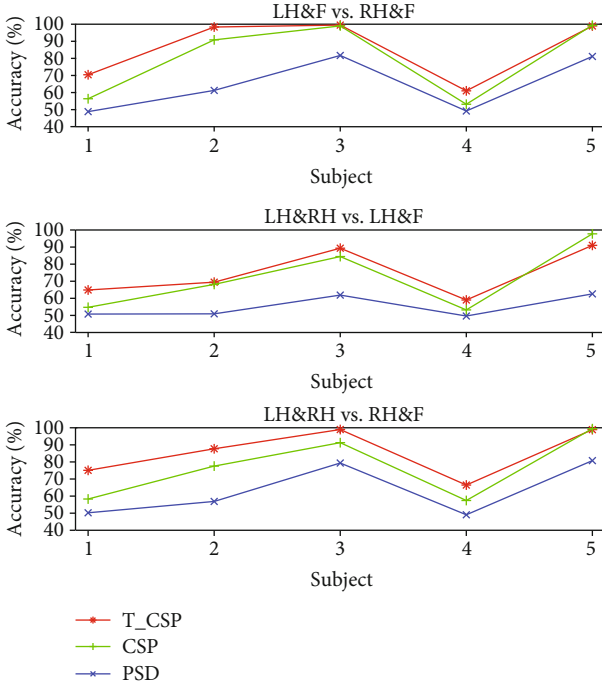 LH&F vs. RH&F
Accuracy (%)
100
90
80
70
60
50
40
1 2 3 4 5
Subject
LH&RH vs. LH&F
Accuracy (%)
100
90
80
70
60
50
40
1 2 3 4 5
Subject
LH&RH vs. RH&F
Accuracy (%)
100
90
80
70
60
50
40
1 2 3 4 5
Subject
T_CSP
CSP
PSD